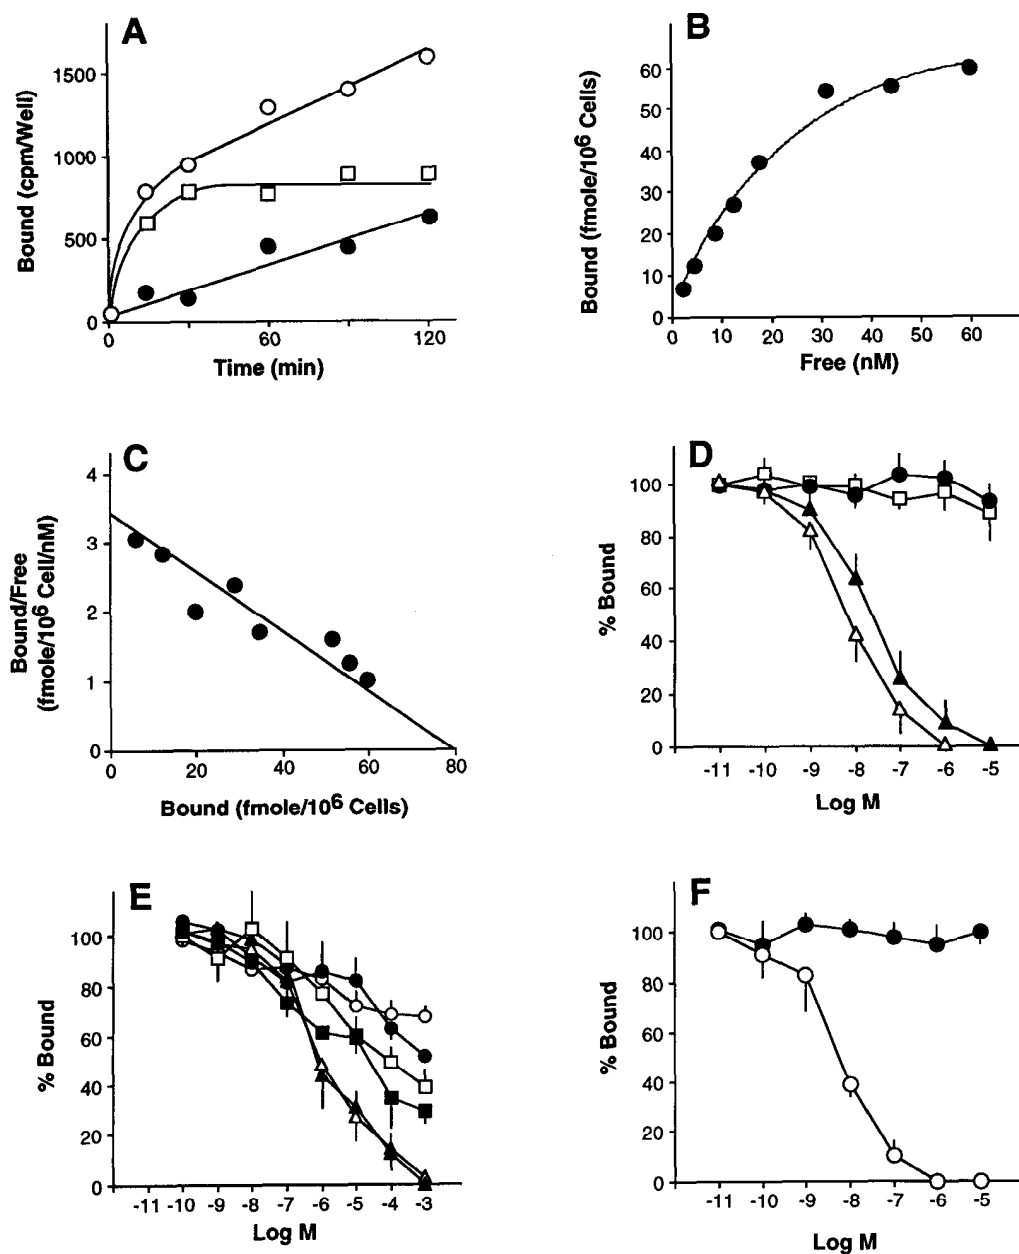 A
1500
1000
500
0
Bound (cpm/Well)
0 60 120
Time (min)
B
60
50
40
30
20
10
0
Bound (fmole/10⁶ Cells)
0 10 20 30 40 50 60
Free (nM)
C
4
3
2
1
0
Bound/Free
(fmole/10⁶ Cell/nM)
0 20 40 60 80
Bound (fmole/10⁶ Cells)
D
100
80
60
40
20
0
% Bound
-11 -10 -9 -8 -7 -6 -5
Log M
E
100
80
60
40
20
0
% Bound
-11 -10 -9 -8 -7 -6 -5 -4 -3
Log M
F
100
80
60
40
20
0
% Bound
-11 -10 -9 -8 -7 -6 -5
Log M